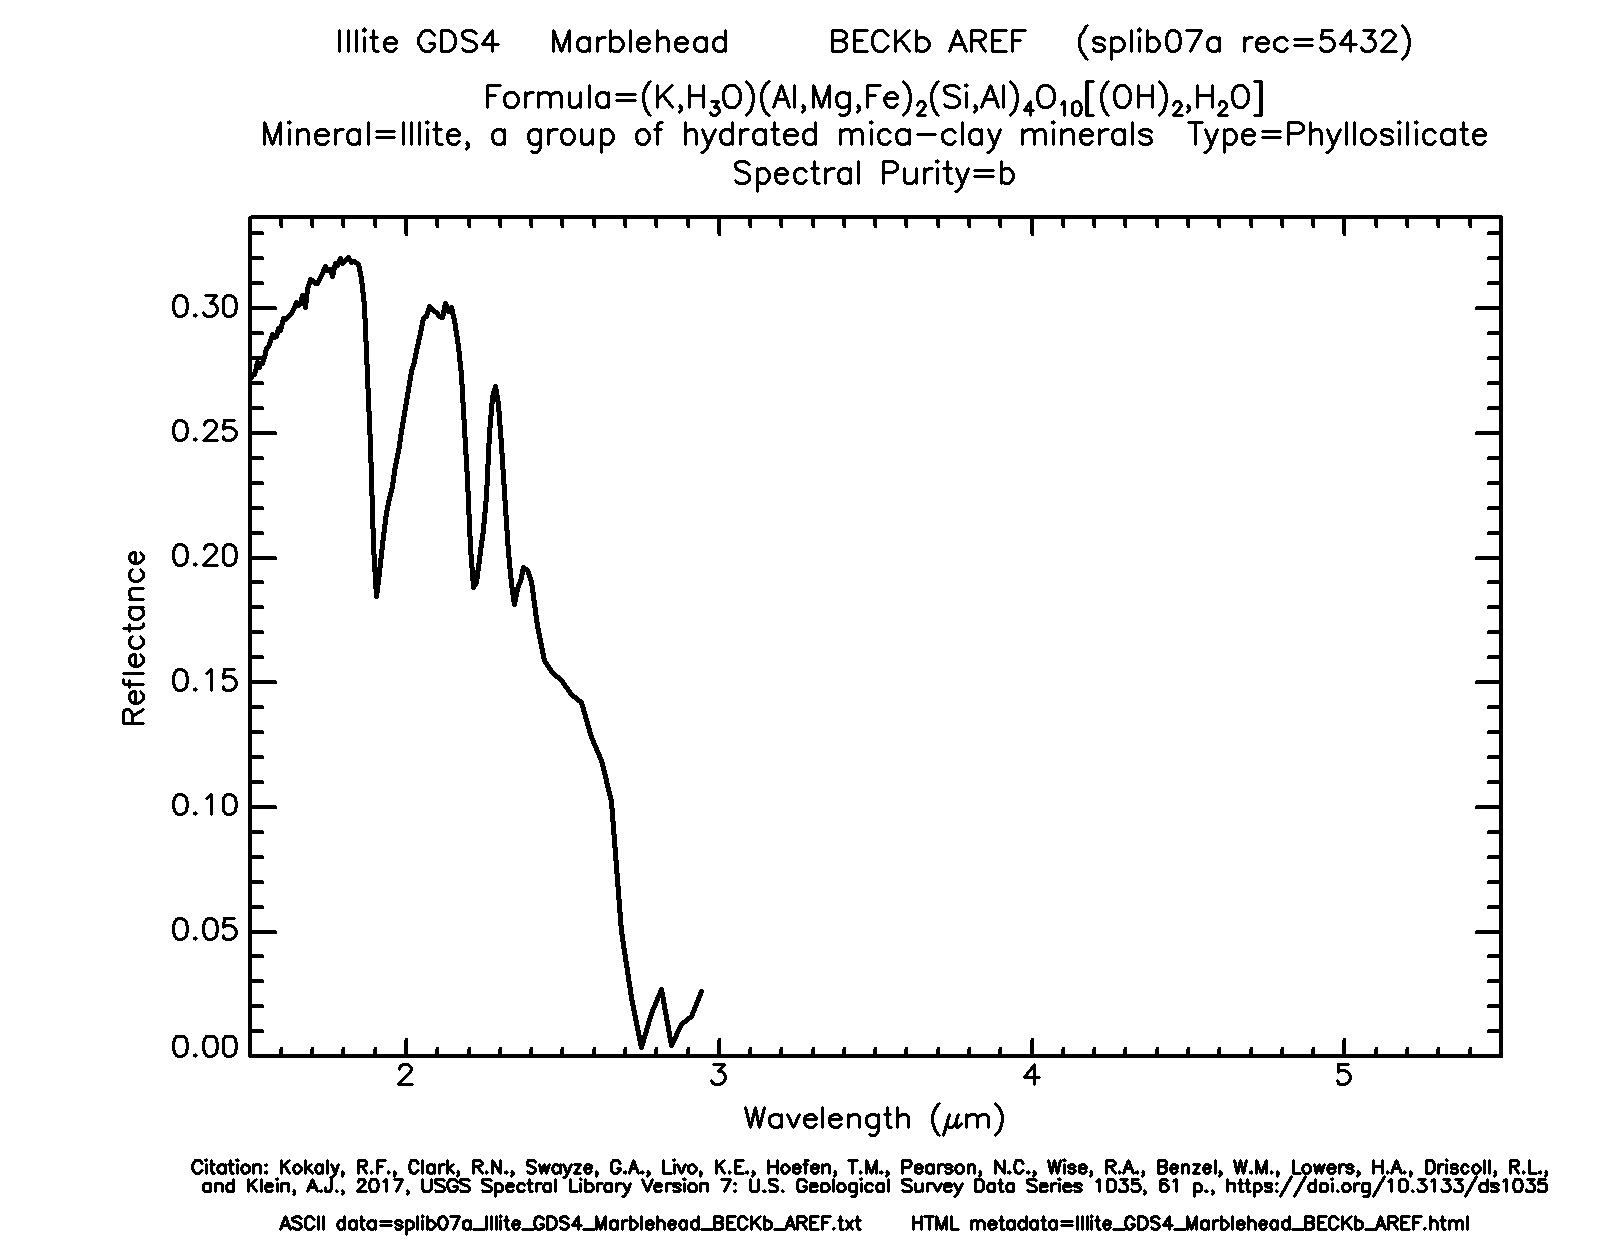 Illite GDS4 Marblehead BECKb AREF (splib07a rec=5432)
Formula=(K,H₃O)(Al,Mg,Fe)₂(Si,Al)₄O₁₀[(OH)₂,H₂O]
Mineral=Illite, a group of hydrated mica-clay minerals Type=Phyllosilicate
Spectral Purity=b
0.30
0.25
0.20
0.15
0.10
0.05
0.00
Reflectance
2 3 4 5
Wavelength (μm)
Citation: Kokaly, R.F., Clark, R.N., Swayze, G.A., Livo, K.E., Hoefen, T.M., Pearson, N.C., Wise, R.A., Benzel, W.M., Lowers, H.A., Driscoll, R.L.,
and Klein, A.J., 2017, USGS Spectral Library Version 7: U.S. Geological Survey Data Series 1035, 61 p., https://doi.org/10.3133/ds1035
ASCII data=splib07a_Illite_GDS4_Marblehead_BECKb_AREF.txt HTML metadata=Illite_GDS4_Marblehead_BECKb_AREF.html